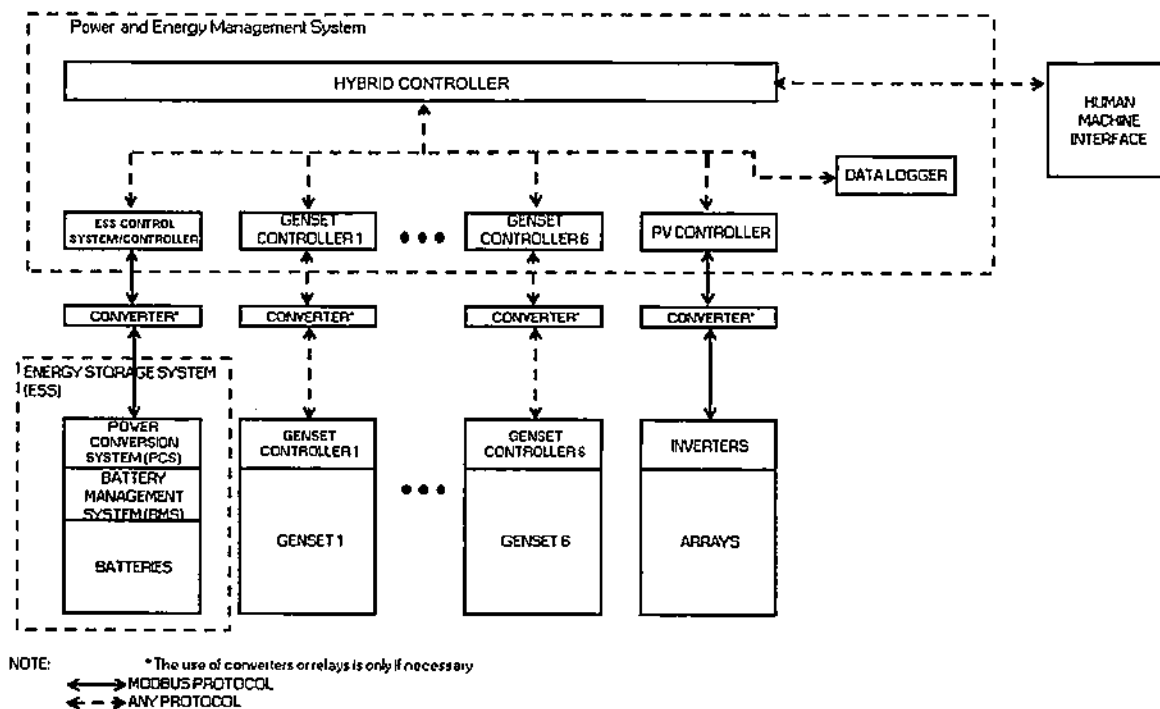 Power and Energy Management System
HYBRID CONTROLLER
HUMAN
MACHINE
INTERFACE
DATA LOGGER
ESS CONTROL
SYSTEM/CONTROLLER
GENSET
CONTROLLER 1
GENSET
CONTROLLER 6
PV CONTROLLER
CONVERTER*
CONVERTER*
CONVERTER*
CONVERTER*
ENERGY STORAGE SYSTEM
(ESS)
POWER
CONVERSION
SYSTEM (PCS)
BATTERY
MANAGEMENT
SYSTEM (BMS)
BATTERIES
GENSET
CONTROLLER 1
GENSET 1
GENSET
CONTROLLER 6
GENSET 6
INVERTERS
ARRAYS
NOTE: * The use of converters or relays is only if necessary
MODBUS PROTOCOL
ANY PROTOCOL